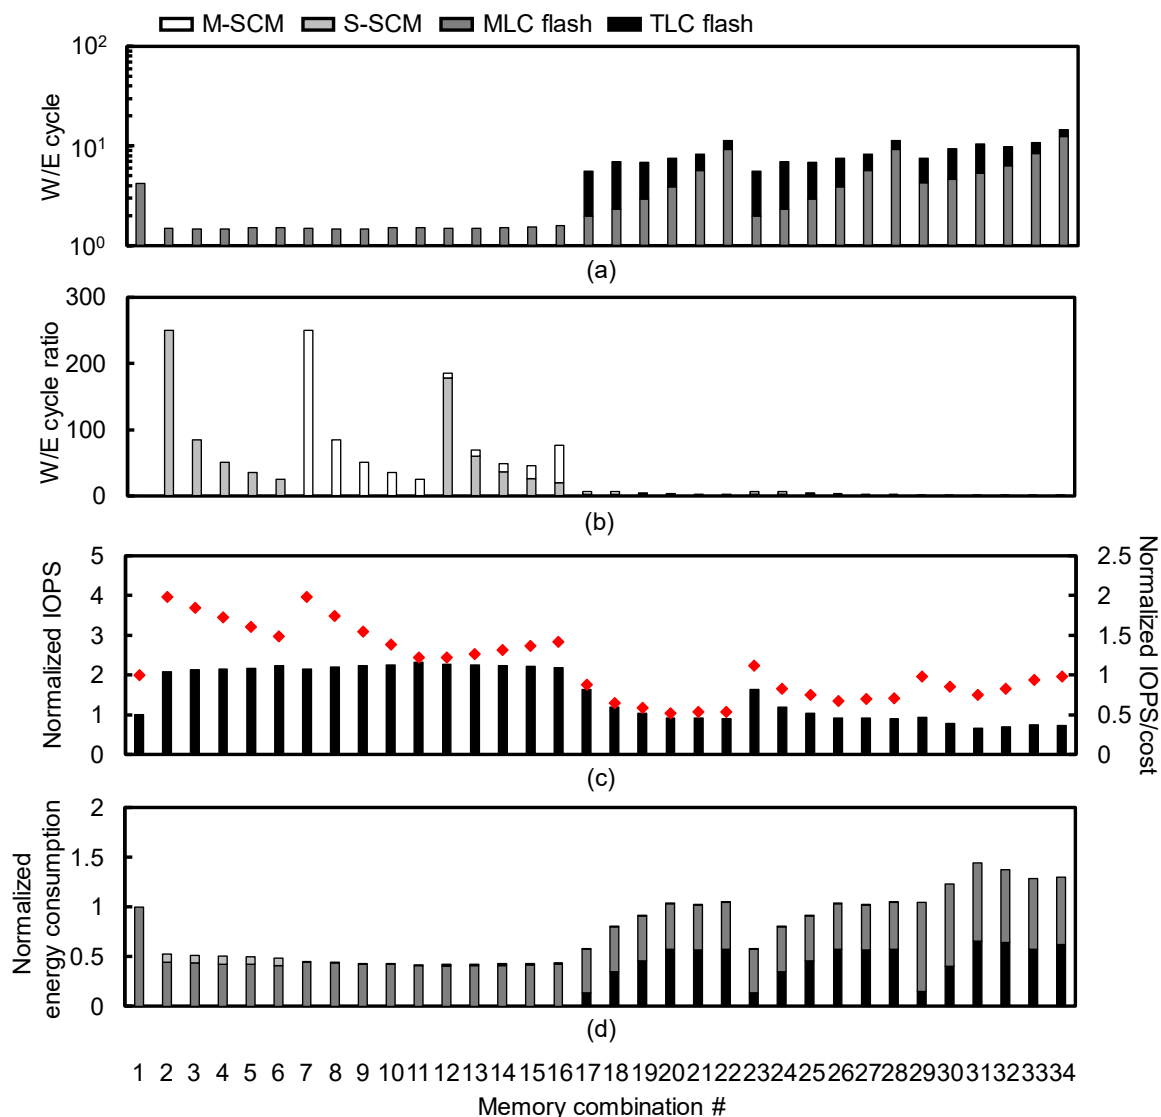 M-SCM S-SCM MLC flash TLC flash
W/E cycle
10²
10¹
10⁰
(a)
W/E cycle ratio
300
200
100
0
(b)
Normalized IOPS
5
4
3
2
1
0
2.5
2
1.5
1
0.5
0
Normalized IOPS/cost
(c)
Normalized
energy consumption
2
1.5
1
0.5
0
(d)
1 2 3 4 5 6 7 8 9 10 11 12 13 14 15 16 17 18 19 20 21 22 23 24 25 26 27 28 29 30 31 32 33 34
Memory combination #